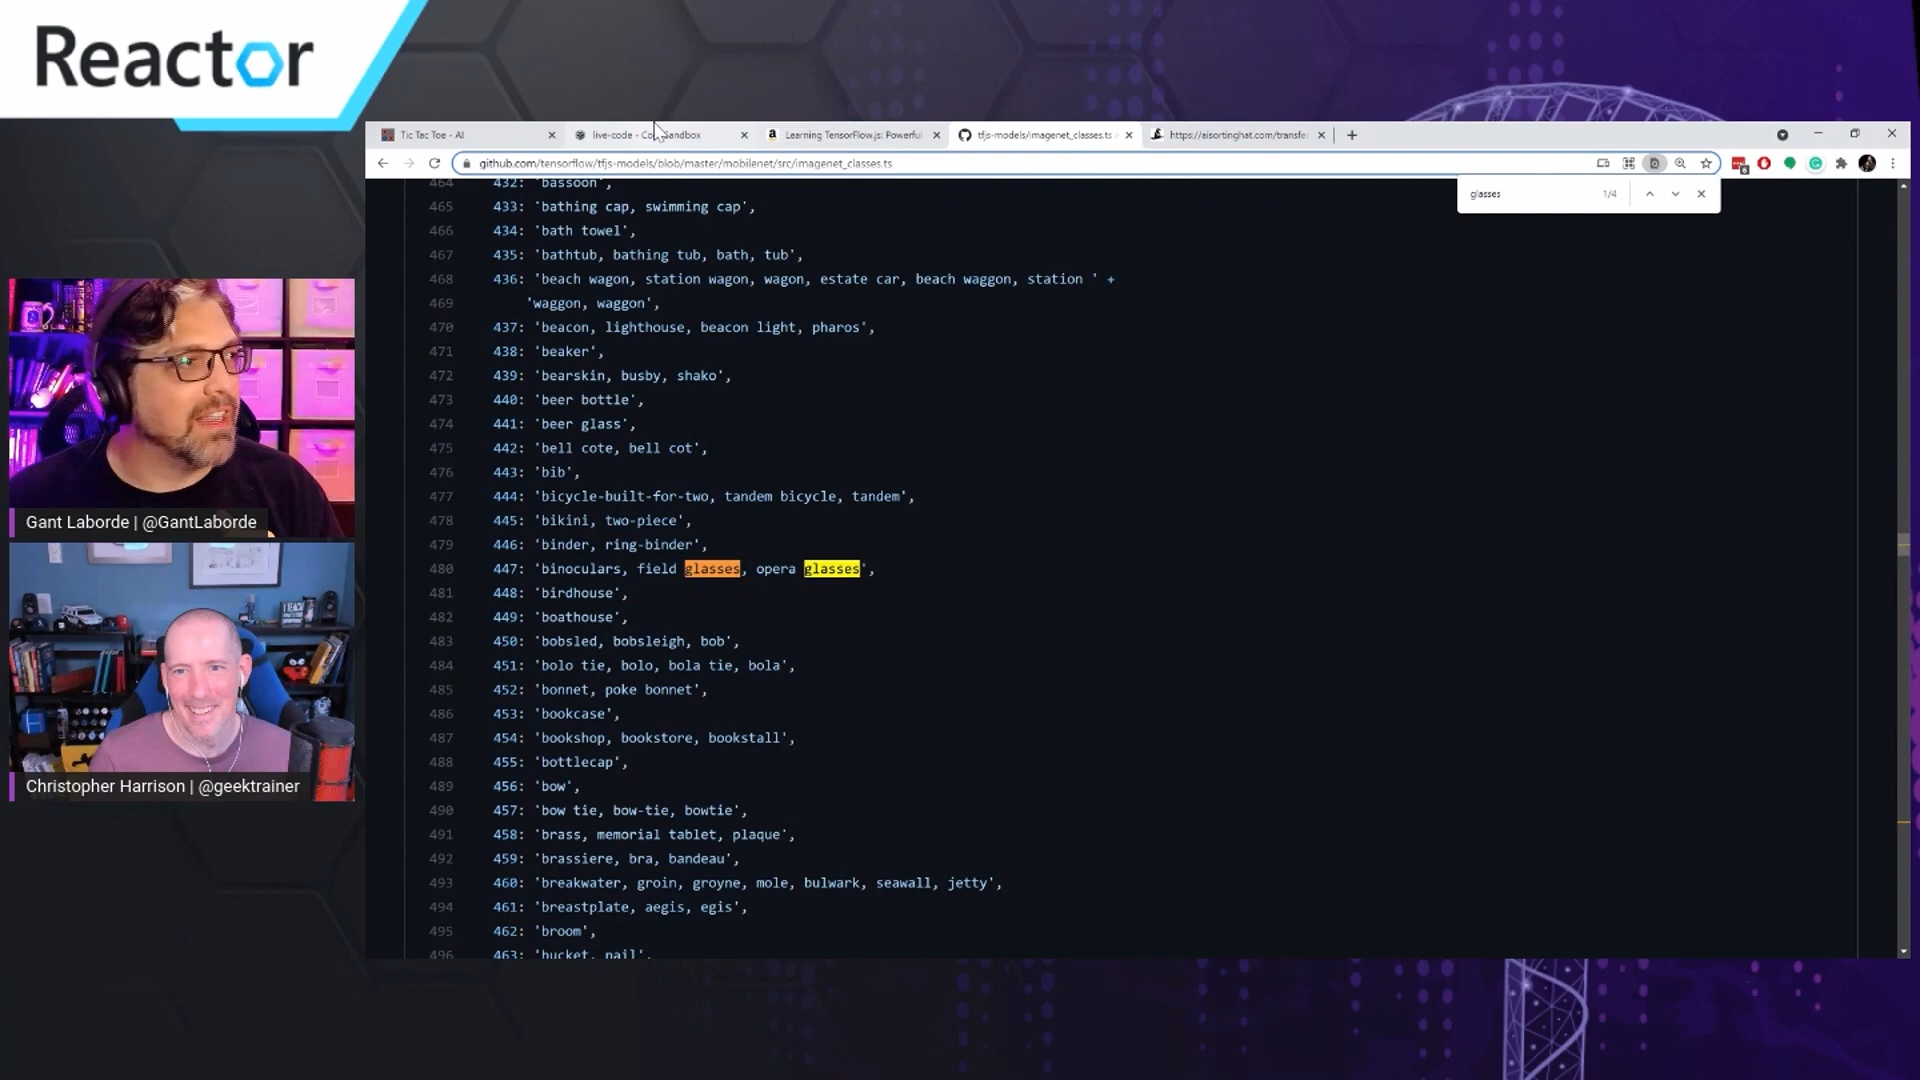 Reactor
Tic Tac Toe - AI
live-code - CodeSandbox
Learning TensorFlow.js: Powerful
tfjs-models/imagenet_classes.ts
https://aisortinghat.com/transfe
github.com/tensorflow/tfjs-models/blob/master/mobilenet/src/imagenet_classes.ts
glasses 1/4
464 432: 'bassoon',
465 433: 'bathing cap, swimming cap',
466 434: 'bath towel',
467 435: 'bathtub, bathing tub, bath, tub',
468 436: 'beach wagon, station wagon, wagon, estate car, beach waggon, station ' +
469 'waggon, waggon',
470 437: 'beacon, lighthouse, beacon light, pharos',
471 438: 'beaker',
472 439: 'bearskin, busby, shako',
473 440: 'beer bottle',
474 441: 'beer glass',
475 442: 'bell cote, bell cot',
476 443: 'bib',
477 444: 'bicycle-built-for-two, tandem bicycle, tandem',
478 445: 'bikini, two-piece',
479 446: 'binder, ring-binder',
480 447: 'binoculars, field glasses, opera glasses',
481 448: 'birdhouse',
482 449: 'boathouse',
483 450: 'bobsled, bobsleigh, bob',
484 451: 'bolo tie, bolo, bola tie, bola',
485 452: 'bonnet, poke bonnet',
486 453: 'bookcase',
487 454: 'bookshop, bookstore, bookstall',
488 455: 'bottlecap',
489 456: 'bow',
490 457: 'bow tie, bow-tie, bowtie',
491 458: 'brass, memorial tablet, plaque',
492 459: 'brassiere, bra, bandeau',
493 460: 'breakwater, groin, groyne, mole, bulwark, seawall, jetty',
494 461: 'breastplate, aegis, egis',
495 462: 'broom',
496 463: 'bucket, pail',
Gant Laborde | @GantLaborde
Christopher Harrison | @geektrainer